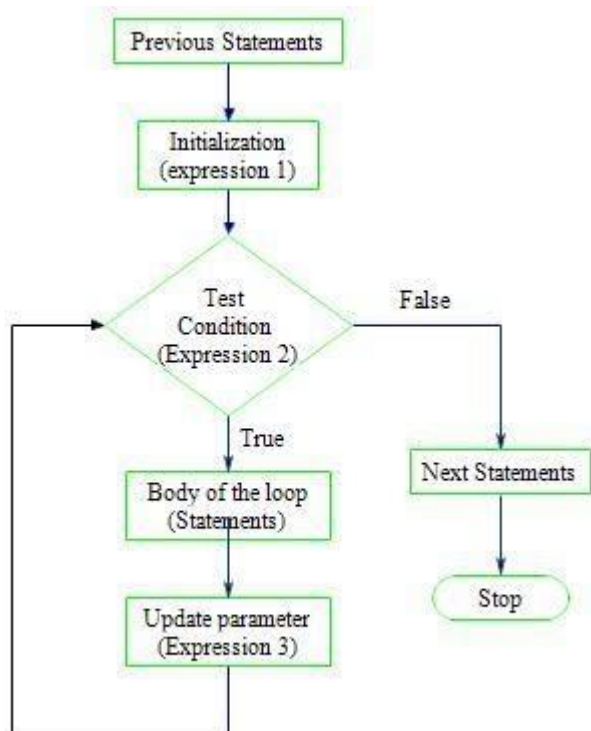 Previous Statements
Initialization
(expression 1)
Test
Condition
(Expression 2)
False
True
Body of the loop
(Statements)
Next Statements
Update parameter
(Expression 3)
Stop